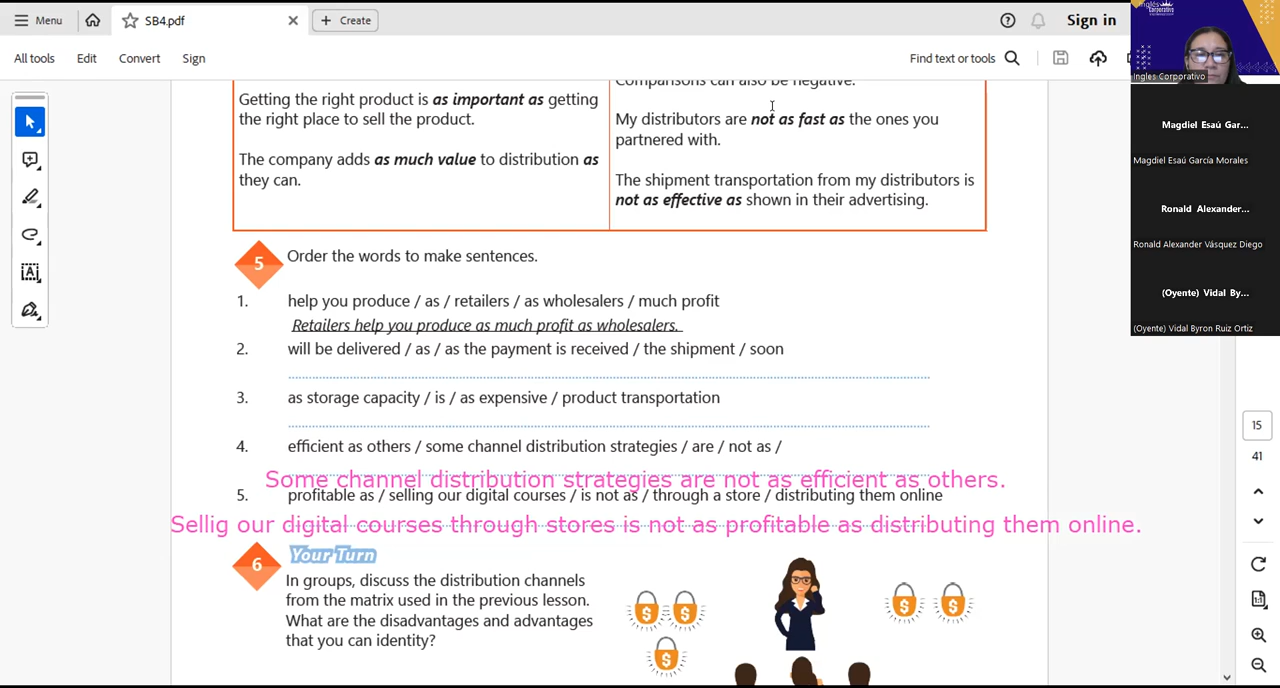 Menu
SB4.pdf
Create
Sign in
All tools
Edit
Convert
Sign
Find text or tools
Inglés
Corporativo
Ingles Corporativo
Magdiel Esaú Gar...
Magdiel Esaú García Morales
Ronald Alexander...
Ronald Alexander Vásquez Diego
(Oyente) Vidal By...
(Oyente) Vidal Byron Ruiz Ortiz
Getting the right product is as important as getting
the right place to sell the product.
The company adds as much value to distribution as
they can.
Comparisons can also be negative.
My distributors are not as fast as the ones you
partnered with.
The shipment transportation from my distributors is
not as effective as shown in their advertising.
5 Order the words to make sentences.
1. help you produce / as / retailers / as wholesalers / much profit
Retailers help you produce as much profit as wholesalers.
2. will be delivered / as / as the payment is received / the shipment / soon
3. as storage capacity / is / as expensive / product transportation
4. efficient as others / some channel distribution strategies / are / not as /
Some channel distribution strategies are not as efficient as others.
5. profitable as / selling our digital courses / is not as / through a store / distributing them online
Sellig our digital courses through stores is not as profitable as distributing them online.
6 Your Turn
In groups, discuss the distribution channels
from the matrix used in the previous lesson.
What are the disadvantages and advantages
that you can identity?
$ $ $ $ $
15
41